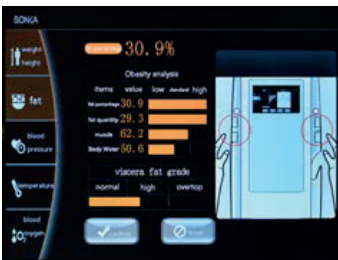 SONKA
weight
height
fat percentage 30.9%
Obesity analysis
items value low standard high
fat percentage 30.9
fat quantity 29.3
fat
muscle 62.2
Body Water 50.6
blood
pressure
viscera fat grade
normal high overtop
temperature
blood
oxygen